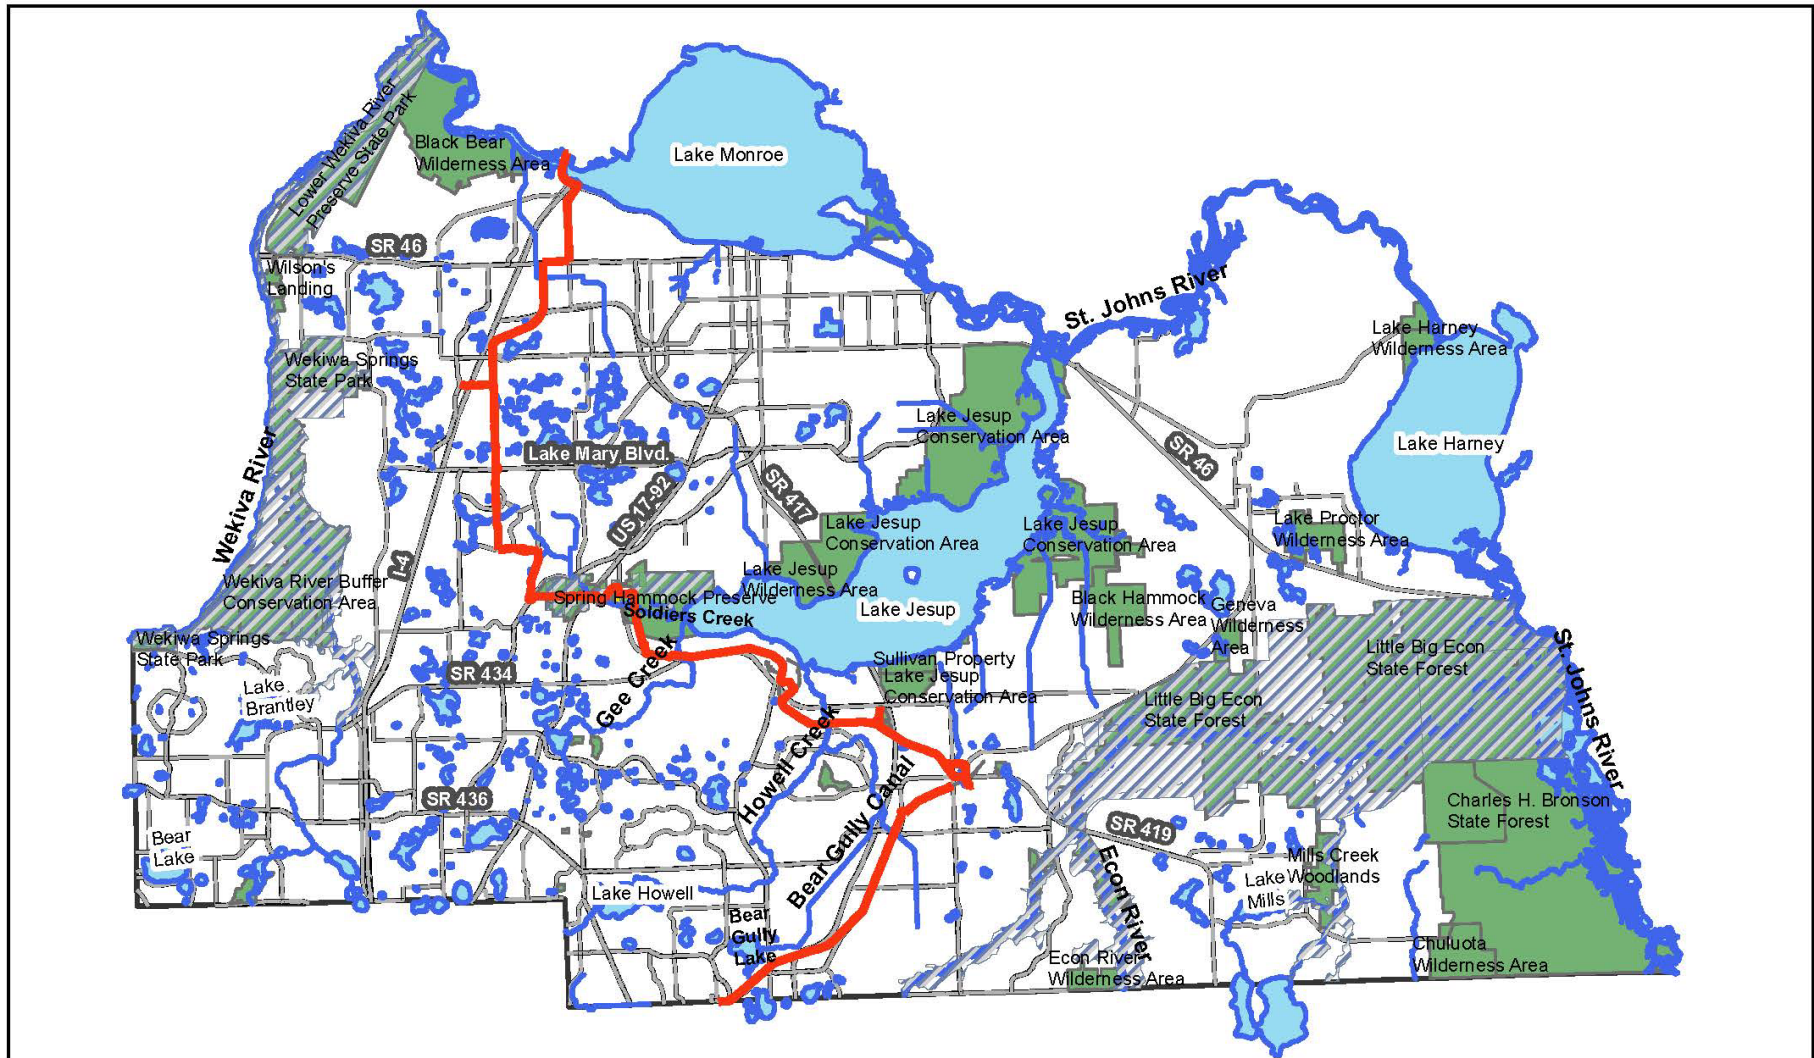 Lower Wekiva River
Preserve State Park
Black Bear
Wilderness Area
Lake Monroe
SR 46
Wilson's
Landing
St. Johns River
Lake Harney
Wilderness Area
Wekiwa Springs
State Park
Lake Jesup
Conservation Area
Lake Harney
SR 46
Lake Mary Blvd.
Wekiva River
US 17-92
SR 417
Lake Jesup
Conservation Area
Lake Jesup
Conservation Area
Lake Proctor
Wilderness Area
I-4
Lake Jesup
Wilderness Area
Wekiva River Buffer
Conservation Area
Spring Hammock Preserve
Soldiers Creek
Lake Jesup
Black Hammock
Wilderness Area
Geneva
Wilderness
Area
Wekiwa Springs
State Park
Little Big Econ
State Forest
St. Johns River
SR 434
Gee Creek
Sullivan Property
Lake Jesup
Conservation Area
Lake
Brantley
Little Big Econ
State Forest
Howell Creek
Bear Gully Canal
SR 436
Charles H. Bronson
State Forest
SR 419
Bear
Lake
Econ River
Mills Creek
Woodlands
Lake
Mills
Lake Howell
Bear
Gully
Lake
Econ River
Wilderness Area
Chuluota
Wilderness Area